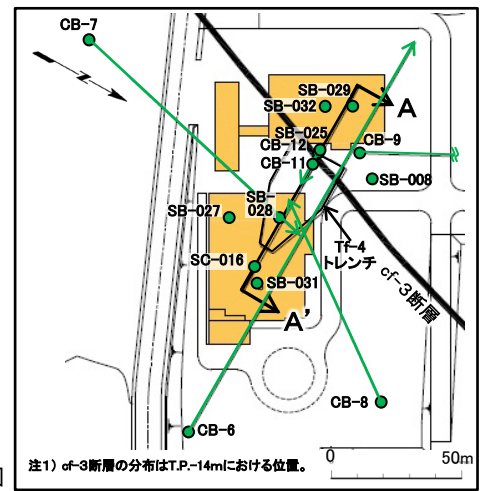 CB-7
N
SB-029
SB-032
A
SB-025
CB-12
CB-9
CB-11
SB-008
SB-
028
SB-027
Tf-4
トレンチ
SC-016
cf-3断層
SB-031
A'
CB-8
CB-6
注1) cf-3断層の分布はT.P.-14mにおける位置。
0 50m